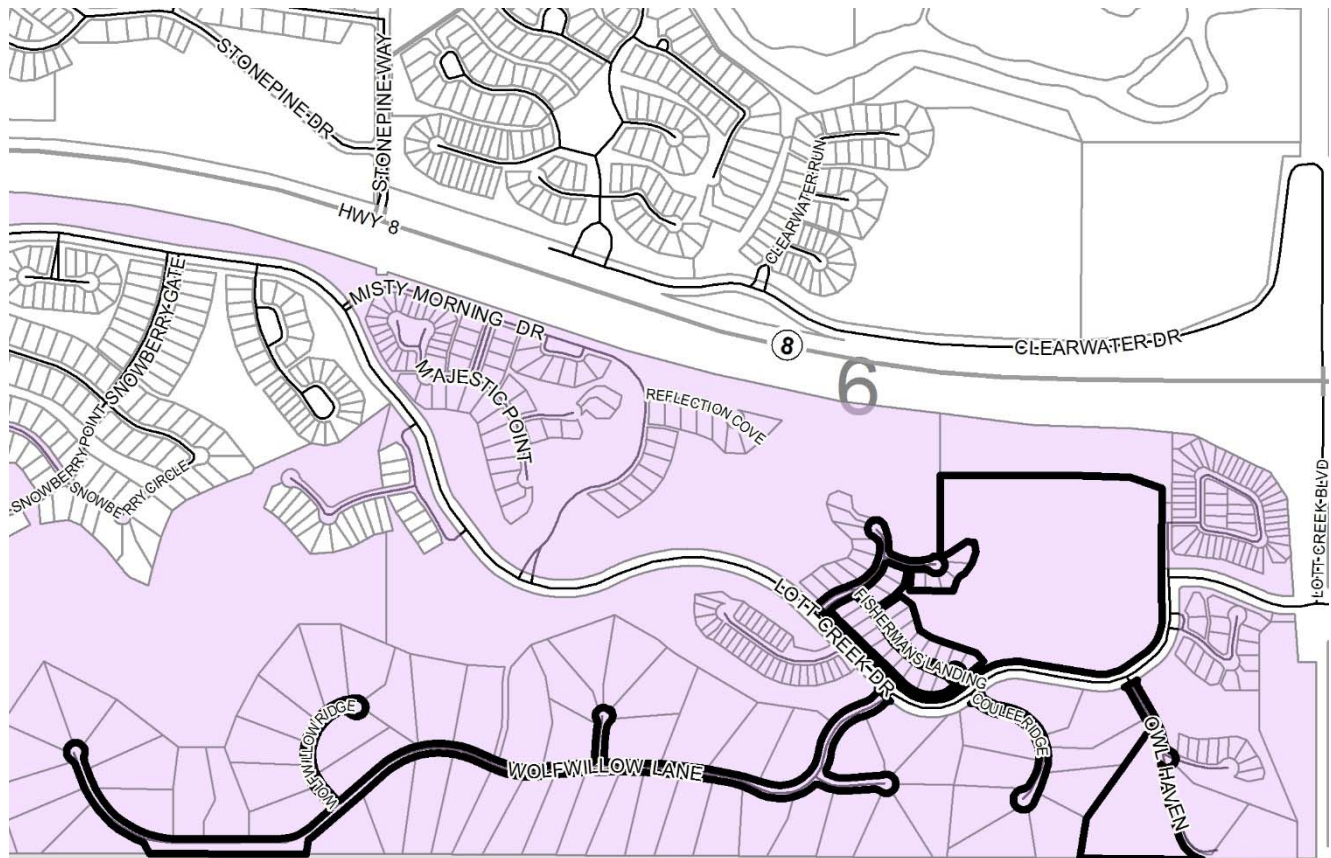 STONEPINE DR
STONEPINE WAY
HWY 8
CLEARWATER RUN
SNOWBERRY GATE
MISTY MORNING DR
8
CLEARWATER DR
6
MAJESTIC POINT
REFLECTION COVE
SNOWBERRY POINT
SNOWBERRY CIRCLE
LOTT CREEK BLVD
LOTT CREEK DR
FISHERMANS LANDING
COULEE RIDGE
WOLFWILLOW RIDGE
WOLFWILLOW LANE
OWL HAVEN